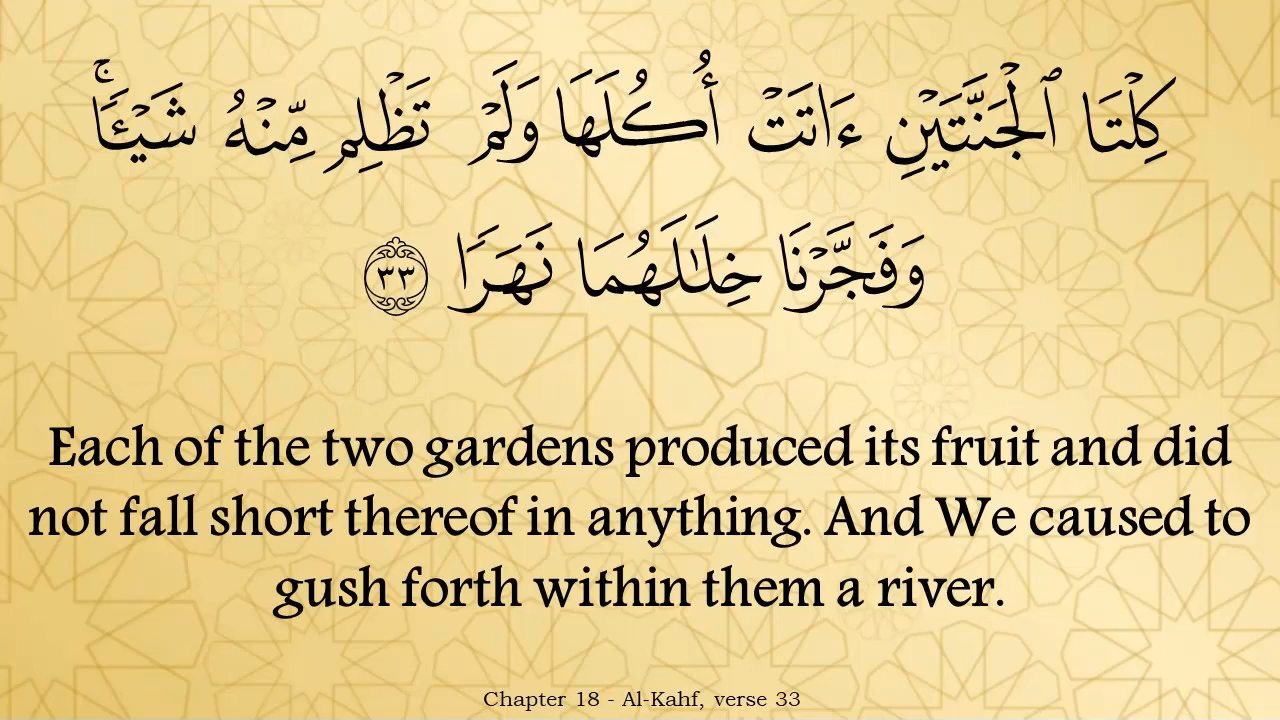 كِلْتَا ٱلْجَنَّتَيْنِ ءَاتَتْ أُكُلَهَا وَلَمْ تَظْلِم مِّنْهُ شَيْـًٔا ۚ
وَفَجَّرْنَا خِلَـٰلَهُمَا نَهَرًا ٣٣
Each of the two gardens produced its fruit and did
not fall short thereof in anything. And We caused to
gush forth within them a river.
Chapter 18 - Al-Kahf, verse 33